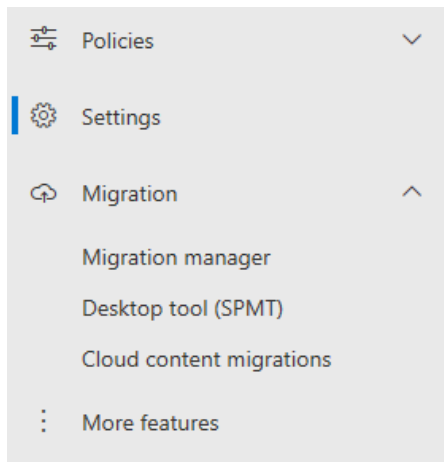 Policies
Settings
Migration
Migration manager
Desktop tool (SPMT)
Cloud content migrations
More features